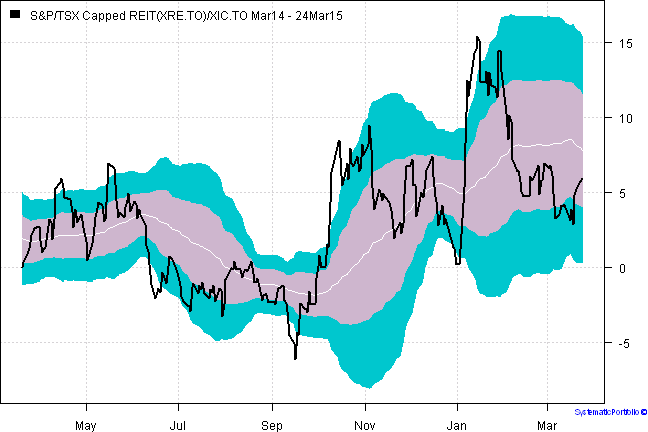 S&P/TSX Capped REIT(XRE.TO)/XIC.TO Mar14 - 24Mar15
15
10
5
0
-5
May Jul Sep Nov Jan Mar
SystematicPortfolio ©